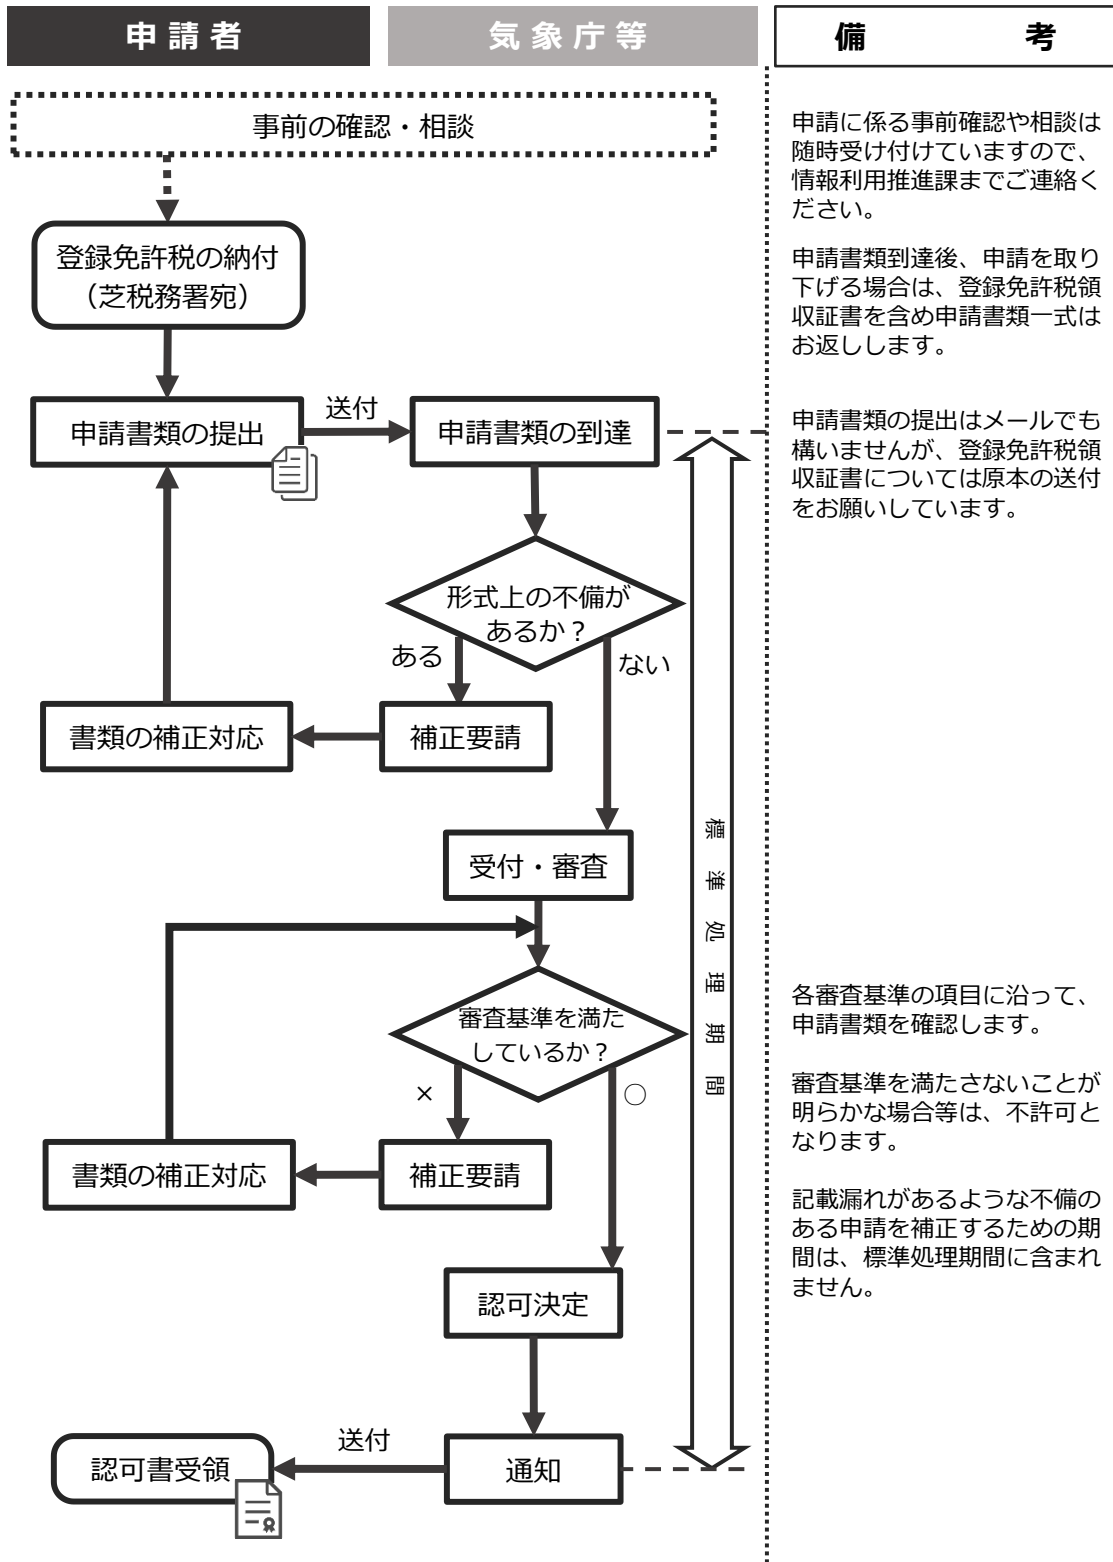 申請者
気象庁等
備　考
事前の確認・相談
申請に係る事前確認や相談は
随時受け付けていますので、
情報利用推進課までご連絡く
ださい。
登録免許税の納付
（芝税務署宛）
申請書類到達後、申請を取り
下げる場合は、登録免許税領
収証書を含め申請書類一式は
お返しします。
申請書類の提出
送付
申請書類の到達
申請書類の提出はメールでも
構いませんが、登録免許税領
収証書については原本の送付
をお願いしています。
形式上の不備が
あるか？
ある
ない
書類の補正対応
補正要請
標準処理期間
受付・審査
審査基準を満た
しているか？
×
○
各審査基準の項目に沿って、
申請書類を確認します。
審査基準を満たさないことが
明らかな場合等は、不許可と
なります。
書類の補正対応
補正要請
記載漏れがあるような不備の
ある申請を補正するための期
間は、標準処理期間に含まれ
ません。
認可決定
認可書受領
送付
通知